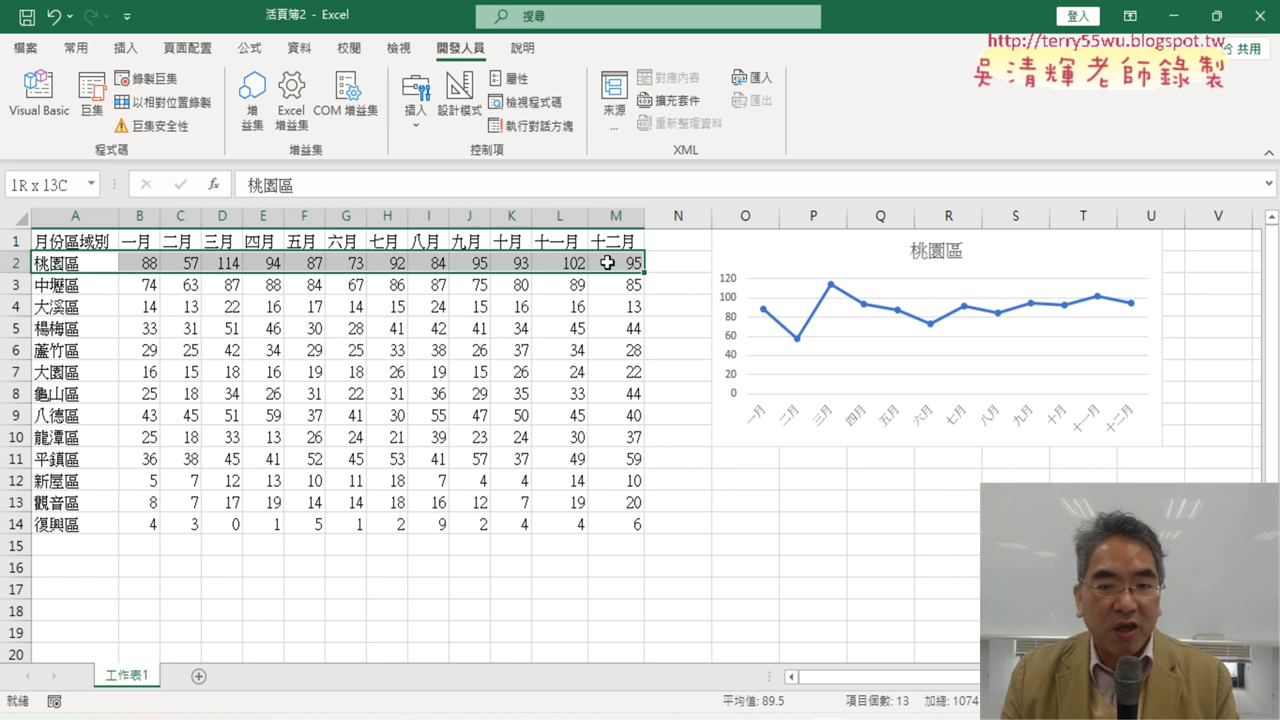 活頁簿2 - Excel
搜尋
登入
http://terry55wu.blogspot.tw
吳清輝老師錄製
檔案 常用 插入 頁面配置 公式 資料 校閱 檢視 開發人員 說明 共用
Visual Basic 巨集 錄製巨集 以相對位置錄製 巨集安全性
程式碼
增益集 Excel 增益集 COM 增益集
增益集
插入 設計模式 屬性 檢視程式碼 執行對話方塊
控制項
來源... 對應內容 擴充套件 重新整理資料 匯入 匯出
XML
1R x 13C fx 桃園區
A B C D E F G H I J K L M N O P Q R S T U V
1 月份區域別 一月 二月 三月 四月 五月 六月 七月 八月 九月 十月 十一月 十二月
2 桃園區 88 57 114 94 87 73 92 84 95 93 102 95
3 中壢區 74 63 87 88 84 67 86 87 75 80 89 85
4 大溪區 14 13 22 16 17 14 15 24 15 16 16 13
5 楊梅區 33 31 51 46 30 28 41 42 41 34 45 44
6 蘆竹區 29 25 42 34 29 25 33 38 26 37 34 28
7 大園區 16 15 18 16 19 18 26 19 15 26 24 22
8 龜山區 25 18 34 26 31 22 31 36 29 35 33 44
9 八德區 43 45 51 59 37 41 30 55 47 50 45 40
10 龍潭區 25 18 33 13 26 24 21 39 23 24 30 37
11 平鎮區 36 38 45 41 52 45 53 41 57 37 49 59
12 新屋區 5 7 12 13 10 11 18 7 4 4 14 10
13 觀音區 8 7 17 19 14 14 18 16 12 7 19 20
14 復興區 4 3 0 1 5 1 2 9 2 4 4 6
15
16
17
18
19
20
桃園區
120
100
80
60
40
20
0
一月 二月 三月 四月 五月 六月 七月 八月 九月 十月 十一月 十二月
工作表1
就緒 平均值: 89.5 項目個數: 13 加總: 1074